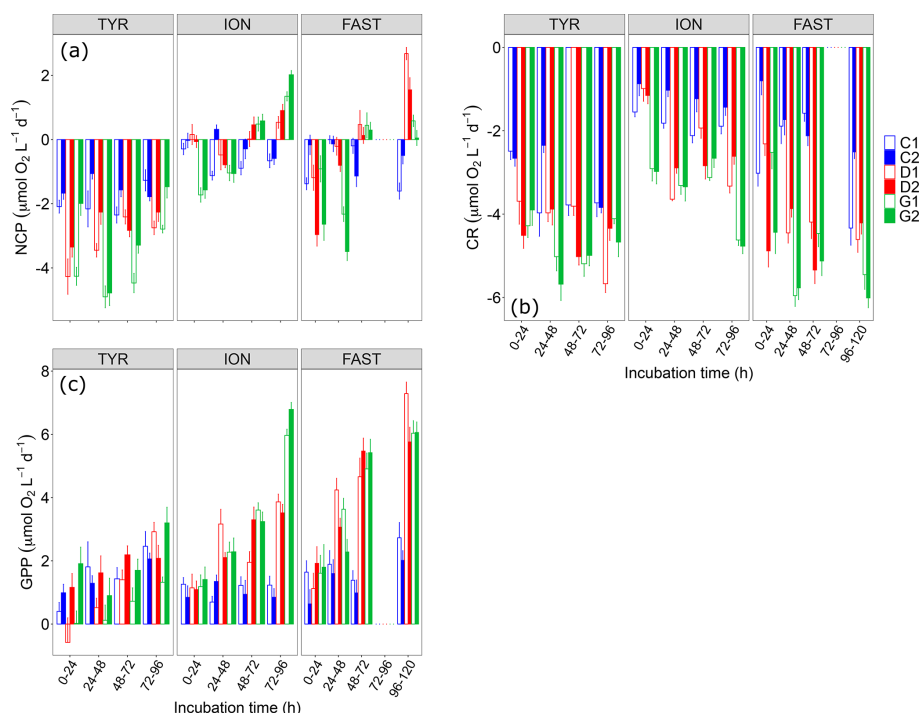 TYR ION FAST
(a)
NCP (μmol O₂ L⁻¹ d⁻¹)
2
0
-2
-4
TYR ION FAST
(b)
CR (μmol O₂ L⁻¹ d⁻¹)
0
-2
-4
-6
0-24 24-48 48-72 72-96 0-24 24-48 48-72 72-96 0-24 24-48 48-72 72-96 96-120
Incubation time (h)
C1
C2
D1
D2
G1
G2
TYR ION FAST
(c)
GPP (μmol O₂ L⁻¹ d⁻¹)
8
6
4
2
0
0-24 24-48 48-72 72-96 0-24 24-48 48-72 72-96 0-24 24-48 48-72 72-96 96-120
Incubation time (h)